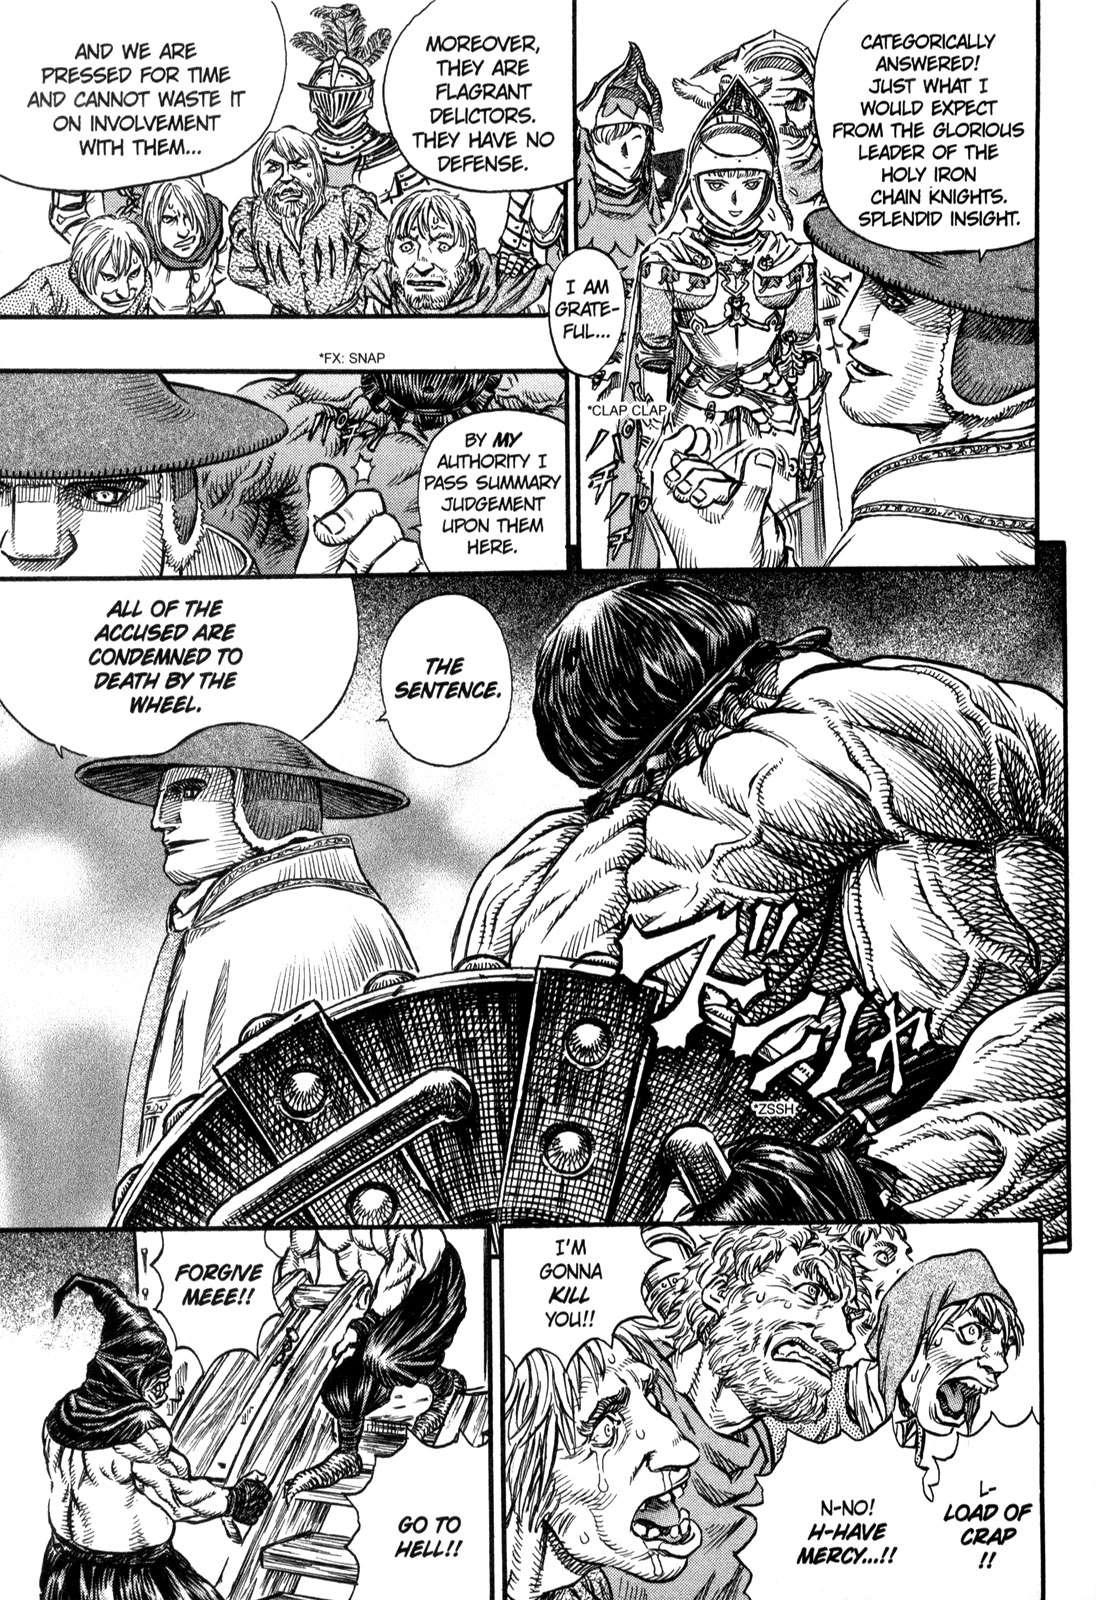 CATEGORICALLY
ANSWERED!
JUST WHAT I
WOULD EXPECT
FROM THE GLORIOUS
LEADER OF THE
HOLY IRON
CHAIN KNIGHTS.
SPLENDID INSIGHT.
I AM
GRATE-
FUL...
*CLAP CLAP
MOREOVER,
THEY ARE
FLAGRANT
DELICTORS.
THEY HAVE NO
DEFENSE.
AND WE ARE
PRESSED FOR TIME
AND CANNOT WASTE IT
ON INVOLVEMENT
WITH THEM...
*FX: SNAP
BY MY
AUTHORITY I
PASS SUMMARY
JUDGEMENT
UPON THEM
HERE.
THE
SENTENCE.
ALL OF THE
ACCUSED ARE
CONDEMNED TO
DEATH BY THE
WHEEL.
*ZSSH
I'M
GONNA
KILL
YOU!!
L-
LOAD OF
CRAP
!!
N-NO!
H-HAVE
MERCY...!!
FORGIVE
MEEE!!
GO TO
HELL!!